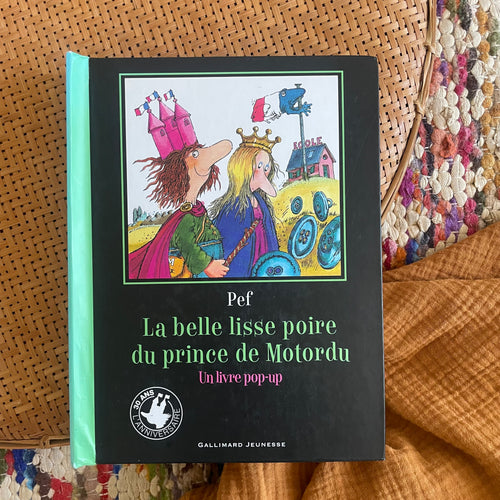 ECOLE
Pef
La belle lisse poire
du prince de Motordu
Un livre pop-up
30 ANS
L'ANNIVERSAIRE
GALLIMARD JEUNESSE